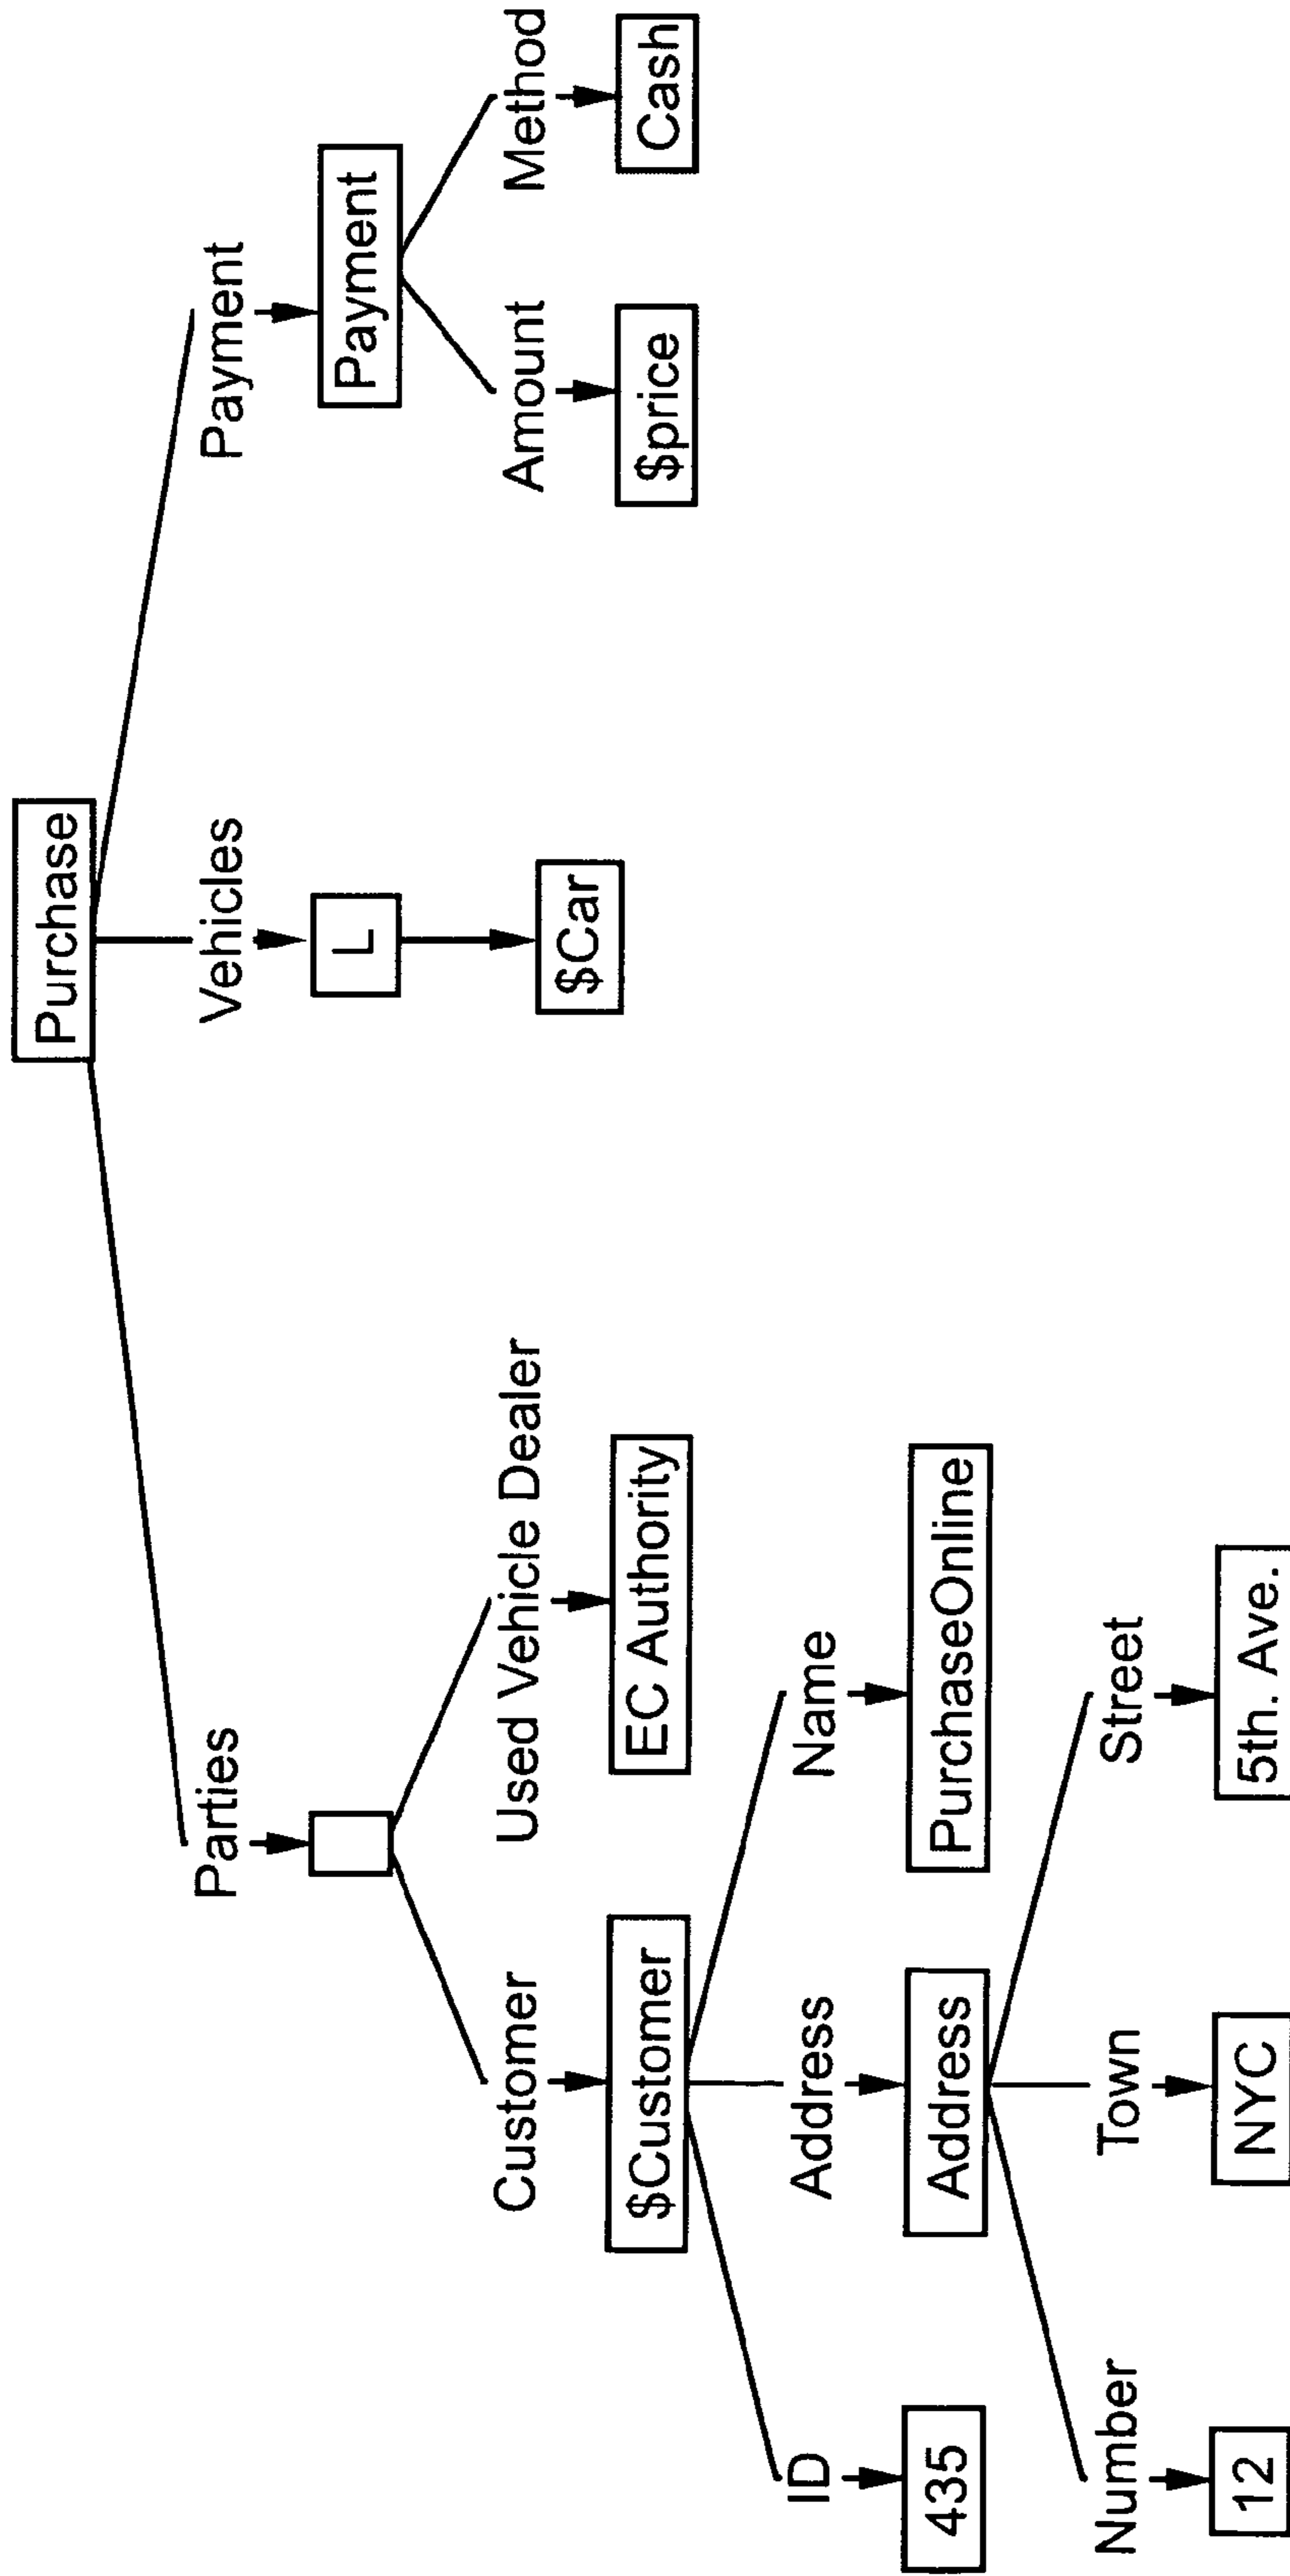 Purchase
Parties
Vehicles
Payment
L
Payment
Customer
Used Vehicle Dealer
$Car
Amount
Method
$Customer
EC Authority
$price
Cash
ID
Address
Name
435
Address
PurchaseOnline
Number
Town
Street
12
NYC
5th. Ave.